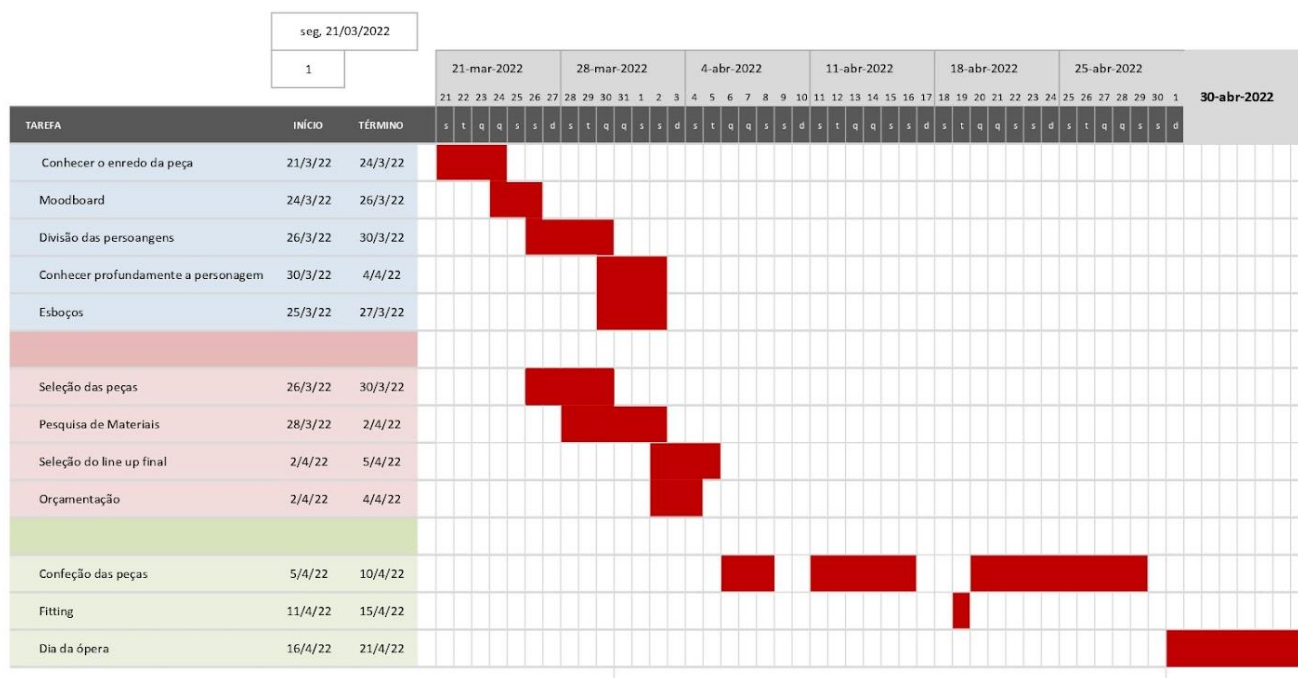 seg, 21/03/2022
1
21-mar-2022 28-mar-2022 4-abr-2022 11-abr-2022 18-abr-2022 25-abr-2022
30-abr-2022
21 22 23 24 25 26 27 28 29 30 31 1 2 3 4 5 6 7 8 9 10 11 12 13 14 15 16 17 18 19 20 21 22 23 24 25 26 27 28 29 30 1
TAREFA INÍCIO TÉRMINO s t q q s s d s t q q s s d s t q q s s d s t q q s s d s t q q s s d s t q q s s d
Conhecer o enredo da peça 21/3/22 24/3/22
Moodboard 24/3/22 26/3/22
Divisão das persoangens 26/3/22 30/3/22
Conhecer profundamente a personagem 30/3/22 4/4/22
Esboços 25/3/22 27/3/22
Seleção das peças 26/3/22 30/3/22
Pesquisa de Materiais 28/3/22 2/4/22
Seleção do line up final 2/4/22 5/4/22
Orçamentação 2/4/22 4/4/22
Confeção das peças 5/4/22 10/4/22
Fitting 11/4/22 15/4/22
Dia da ópera 16/4/22 21/4/22